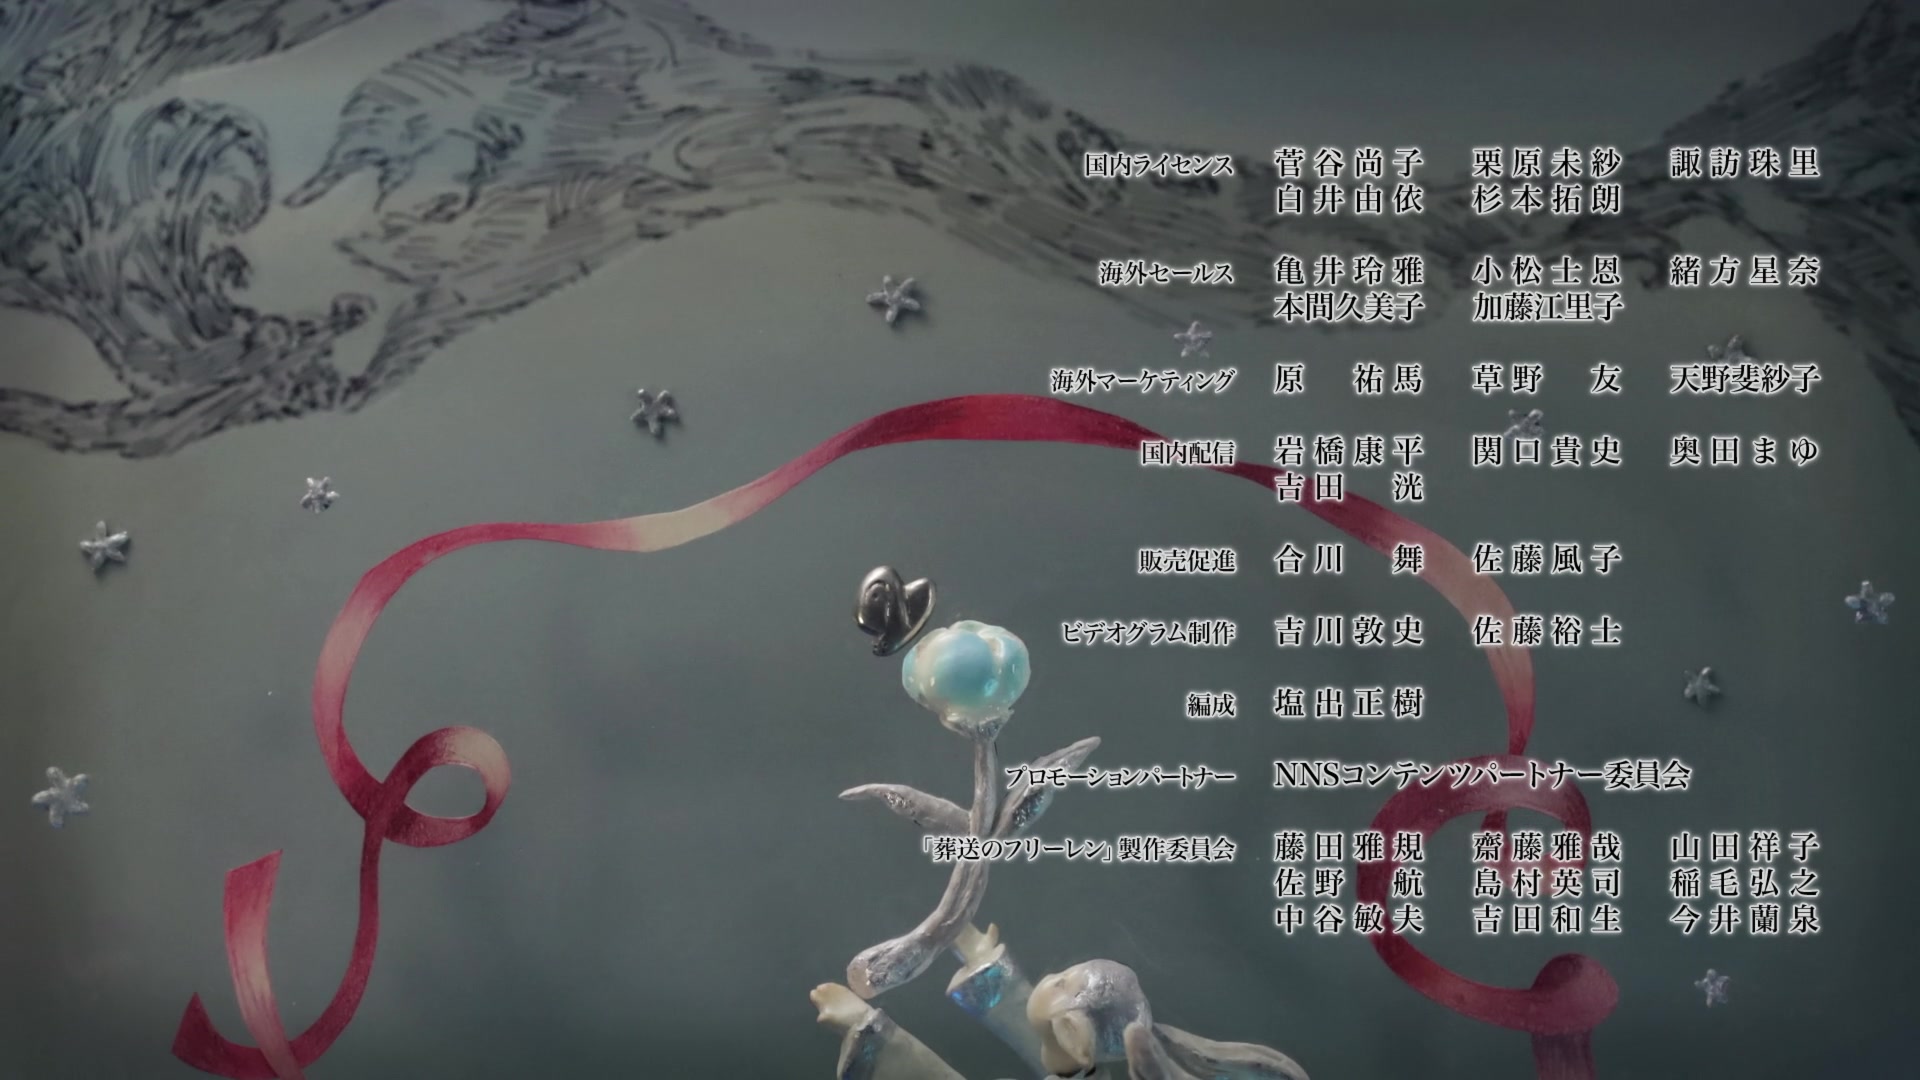 国内ライセンス 菅谷尚子 栗原未紗 諏訪珠里
白井由依 杉本拓朗
海外セールス 亀井玲雅 小松士恩 緒方星奈
本間久美子 加藤江里子
海外マーケティング 原 祐馬 草野 友 天野斐紗子
国内配信 岩橋康平 関口貴史 奥田まゆ
吉田 洸
販売促進 合川 舞 佐藤風子
ビデオグラム制作 吉川敦史 佐藤裕士
編成 塩出正樹
プロモーションパートナー NNSコンテンツパートナー委員会
「葬送のフリーレン」製作委員会 藤田雅規 齋藤雅哉 山田祥子
佐野 航 島村英司 稲毛弘之
中谷敏夫 吉田和生 今井蘭泉